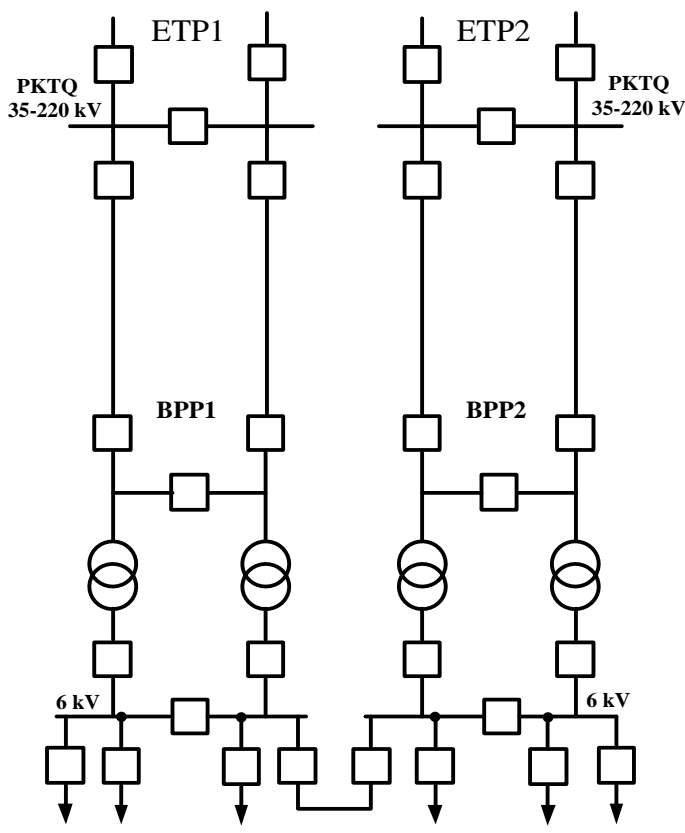 ETP1
ETP2
PKTQ
35-220 kV
PKTQ
35-220 kV
BPP1
BPP2
6 kV
6 kV